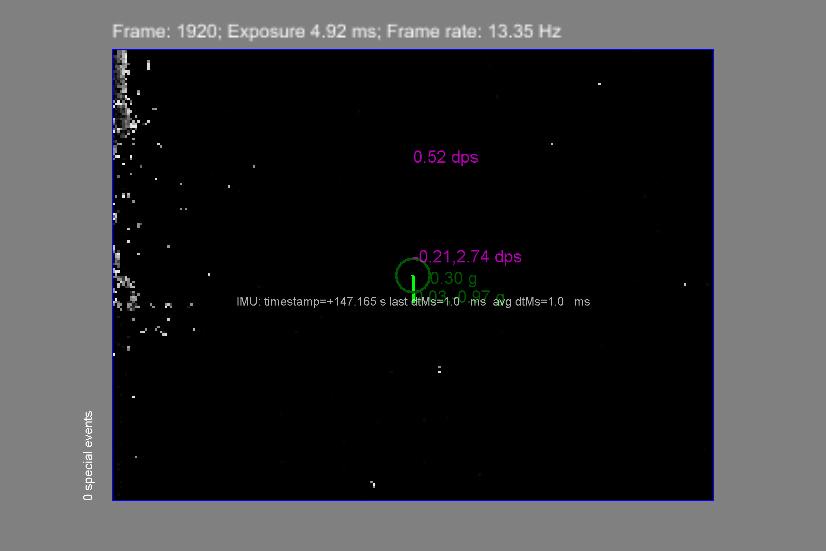 Frame: 1920; Exposure 4.92 ms; Frame rate: 13.35 Hz
0.52 dps
-0.21,2.74 dps
0.30 g
0.97 g
IMU: timestamp=+147.165 s last dtMs=1.0 ms avg dtMs=1.0 ms
0 special events